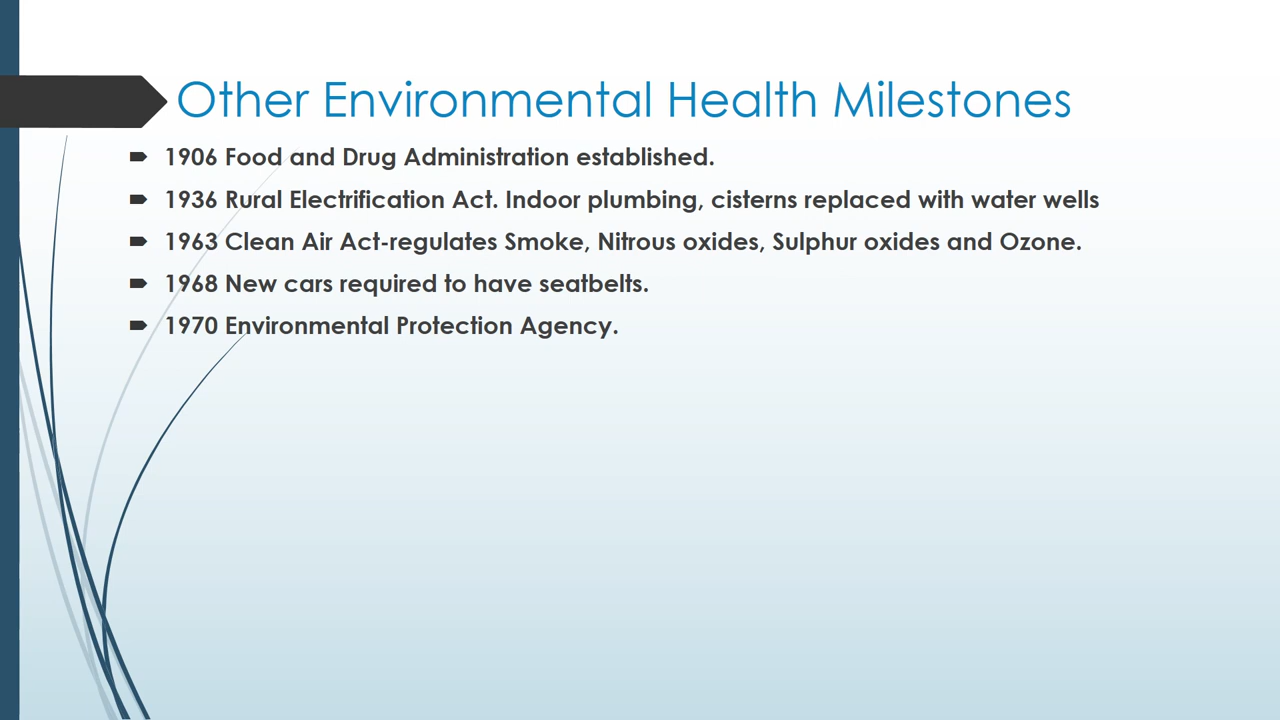 Other Environmental Health Milestones
1906 Food and Drug Administration established.
1936 Rural Electrification Act. Indoor plumbing, cisterns replaced with water wells
1963 Clean Air Act-regulates Smoke, Nitrous oxides, Sulphur oxides and Ozone.
1968 New cars required to have seatbelts.
1970 Environmental Protection Agency.